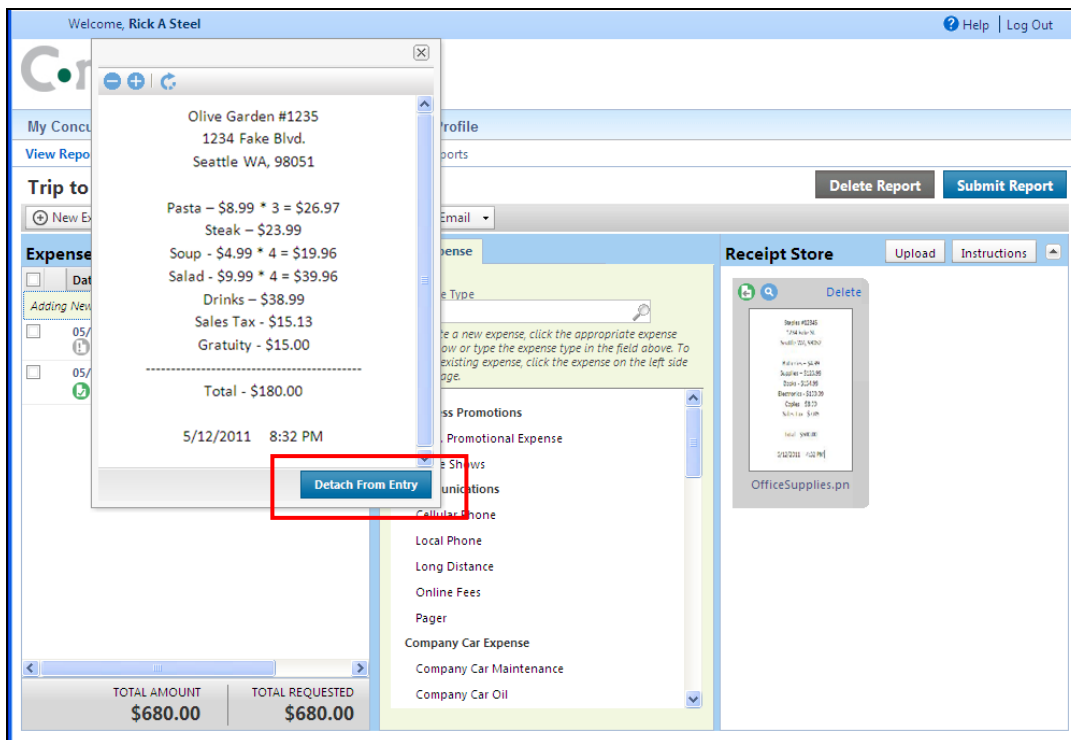 Welcome, Rick A Steel
Help | Log Out
My Concu
rofile
View Repo
ports
Trip to
Delete Report
Submit Report
New Ex
Email
Olive Garden #1235
1234 Fake Blvd.
Seattle WA, 98051
Pasta – $8.99 * 3 = $26.97
Steak – $23.99
Soup - $4.99 * 4 = $19.96
Salad - $9.99 * 4 = $39.96
Drinks – $38.99
Sales Tax - $15.13
Gratuity - $15.00
--------------------------------------------
Total - $180.00
5/12/2011 8:32 PM
Detach From Entry
Expense
Dat
Adding New
05/
05/
TOTAL AMOUNT
$680.00
TOTAL REQUESTED
$680.00
pense
e Type
te a new expense, click the appropriate expense
ow or type the expense type in the field above. To
existing expense, click the expense on the left side
age.
ess Promotions
. Promotional Expense
e Shows
unications
Cellular Phone
Local Phone
Long Distance
Online Fees
Pager
Company Car Expense
Company Car Maintenance
Company Car Oil
Receipt Store
Upload
Instructions
Delete
Seattle WA, 98051
OfficeSupplies.pn